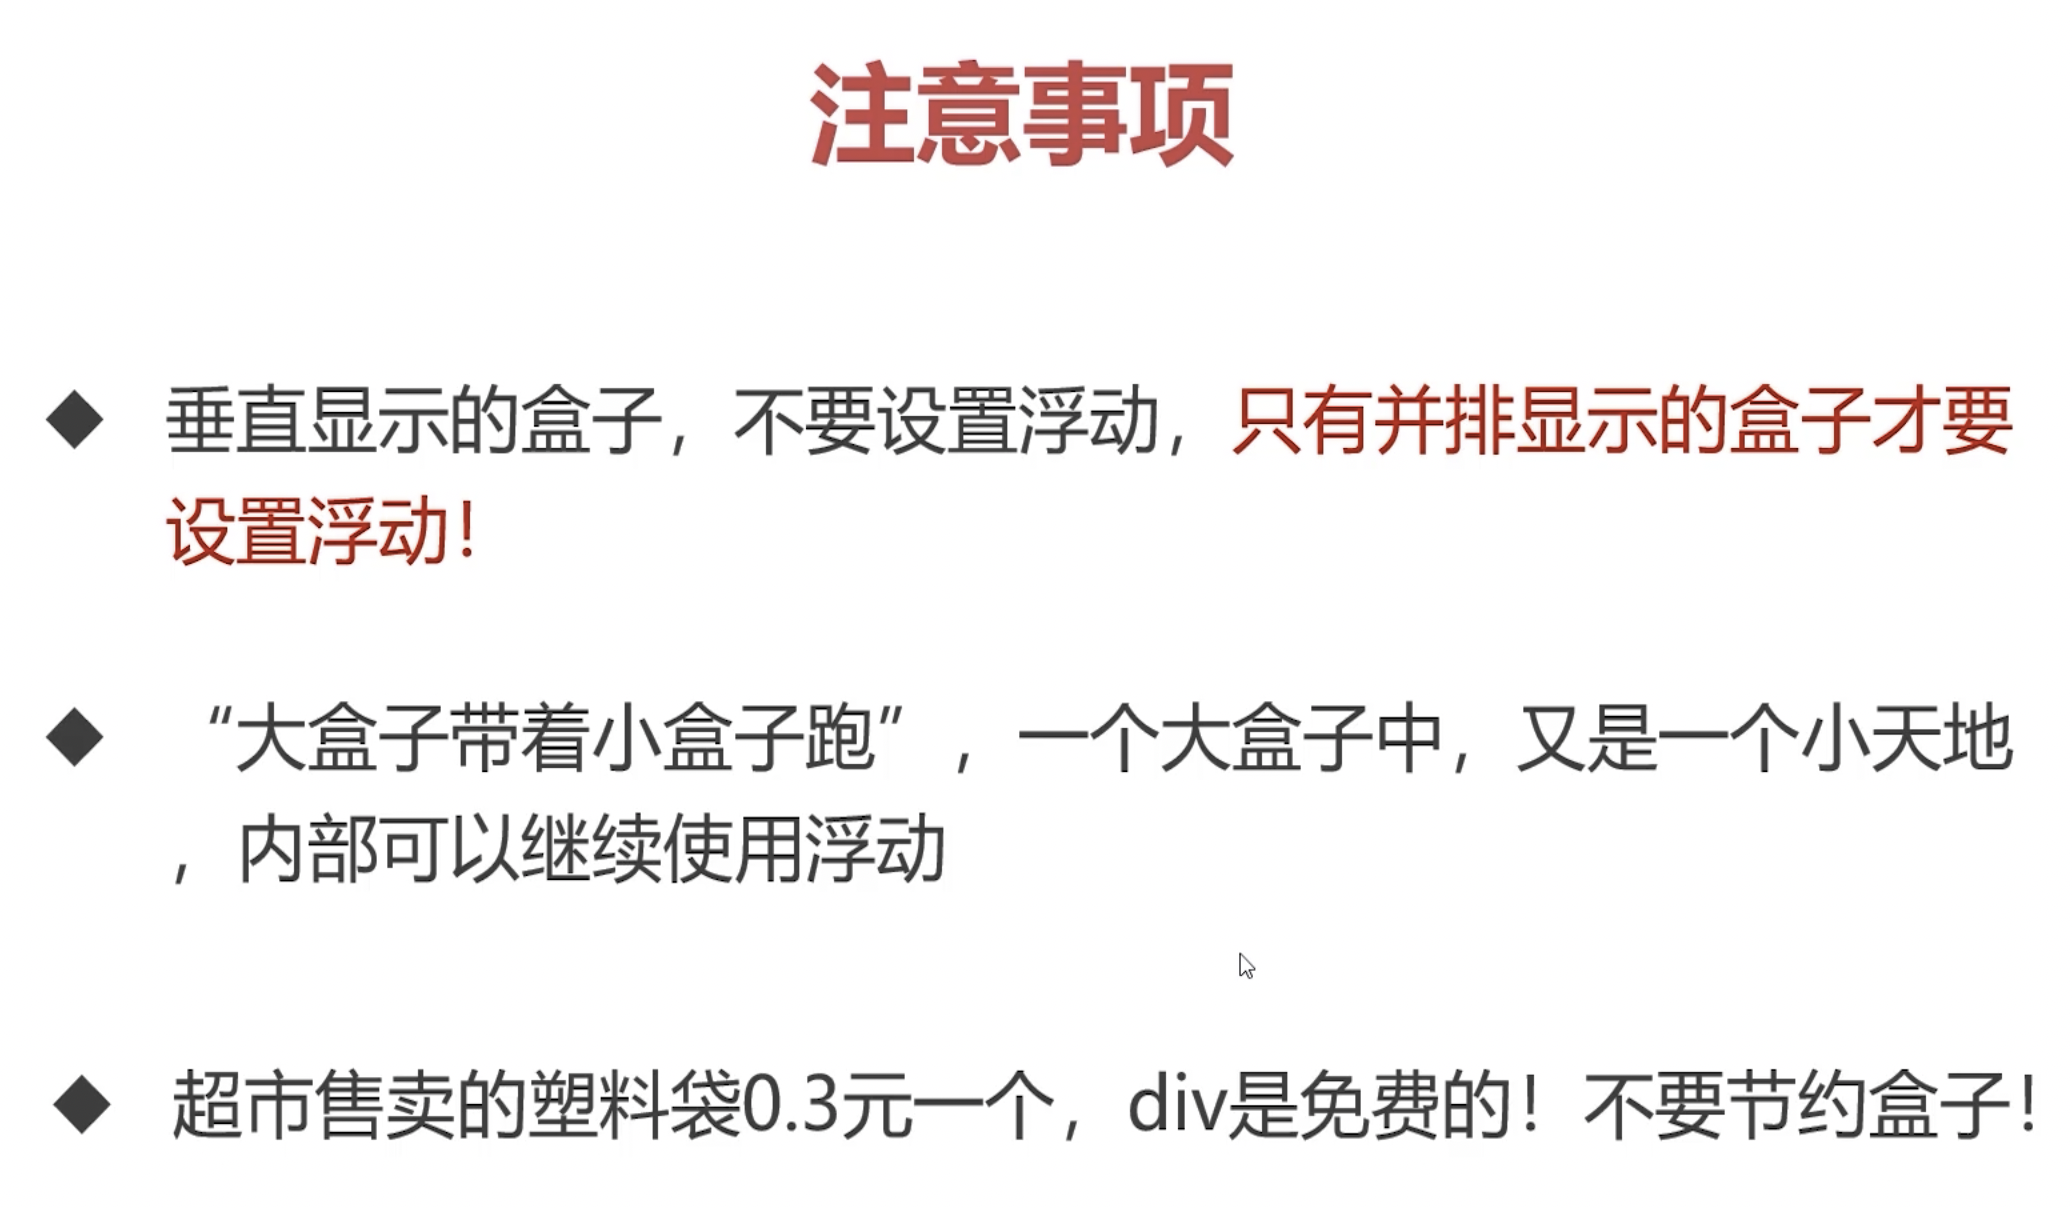 注意事项
◆ 垂直显示的盒子，不要设置浮动，只有并排显示的盒子才要
设置浮动！
◆ “大盒子带着小盒子跑”，一个大盒子中，又是一个小天地
，内部可以继续使用浮动
◆ 超市售卖的塑料袋0.3元一个，div是免费的！不要节约盒子！